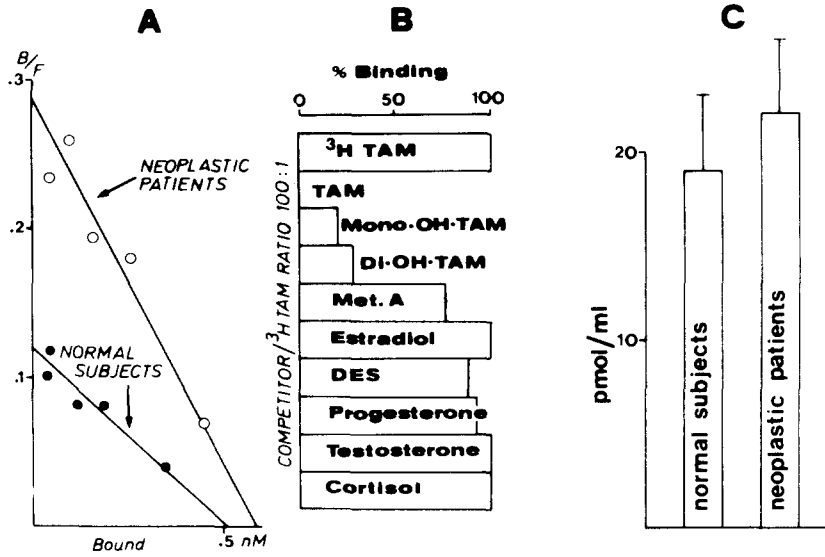 A
B/F
.3
.2
.1
NEOPLASTIC
PATIENTS
NORMAL
SUBJECTS
Bound
.5 nM
B
% Binding
0 50 100
COMPETITOR/³H TAM RATIO 100:1
³H TAM
TAM
Mono-OH-TAM
DI-OH-TAM
Met. A
Estradiol
DES
Progesterone
Testosterone
Cortisol
C
pmol/ml
20
10
normal subjects
neoplastic patients